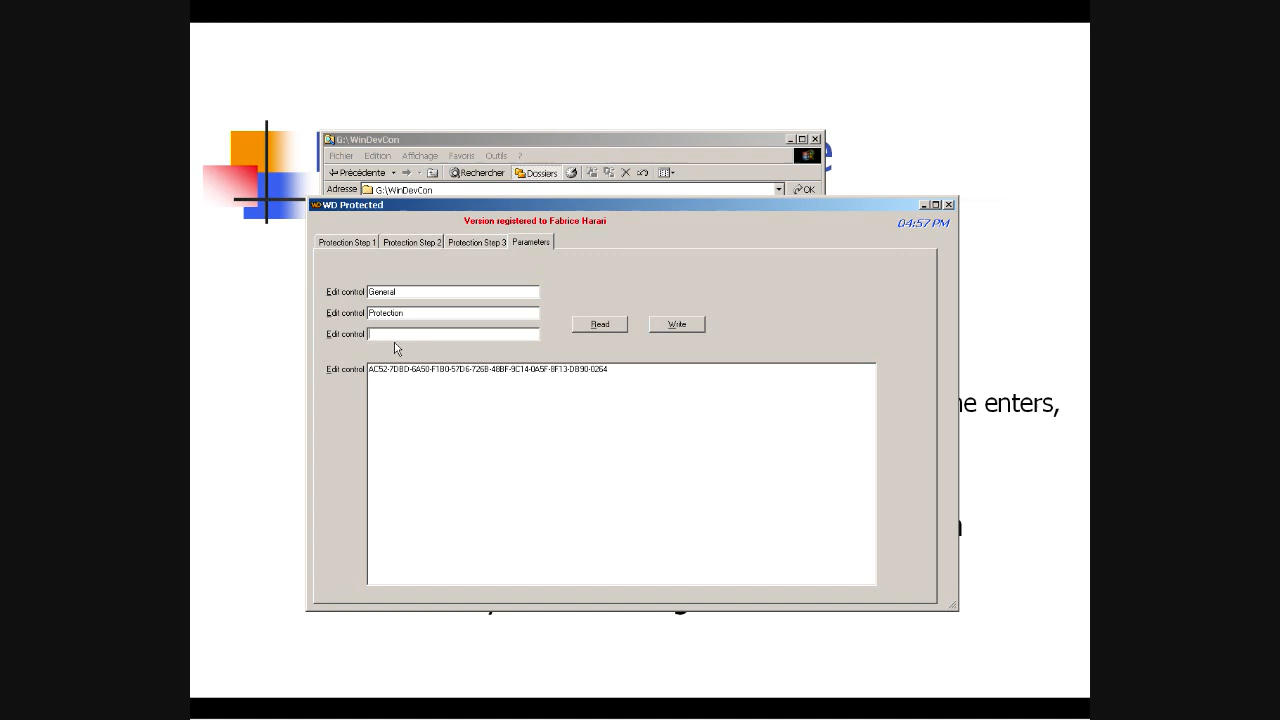 G:\WinDevCon
Fichier Edition Affichage Favoris Outils ?
Précédente Rechercher Dossiers
Adresse G:\WinDevCon OK
WD Protected
Version registered to Fabrice Harari
04:57 PM
Protection Step 1 Protection Step 2 Protection Step 3 Parameters
Edit control General
Edit control Protection
Read Write
Edit control
Edit control AC52-7DBD-6A50-F1B0-57D6-726B-48BF-9C14-0A5F-8F13-DB90-0264
he enters,